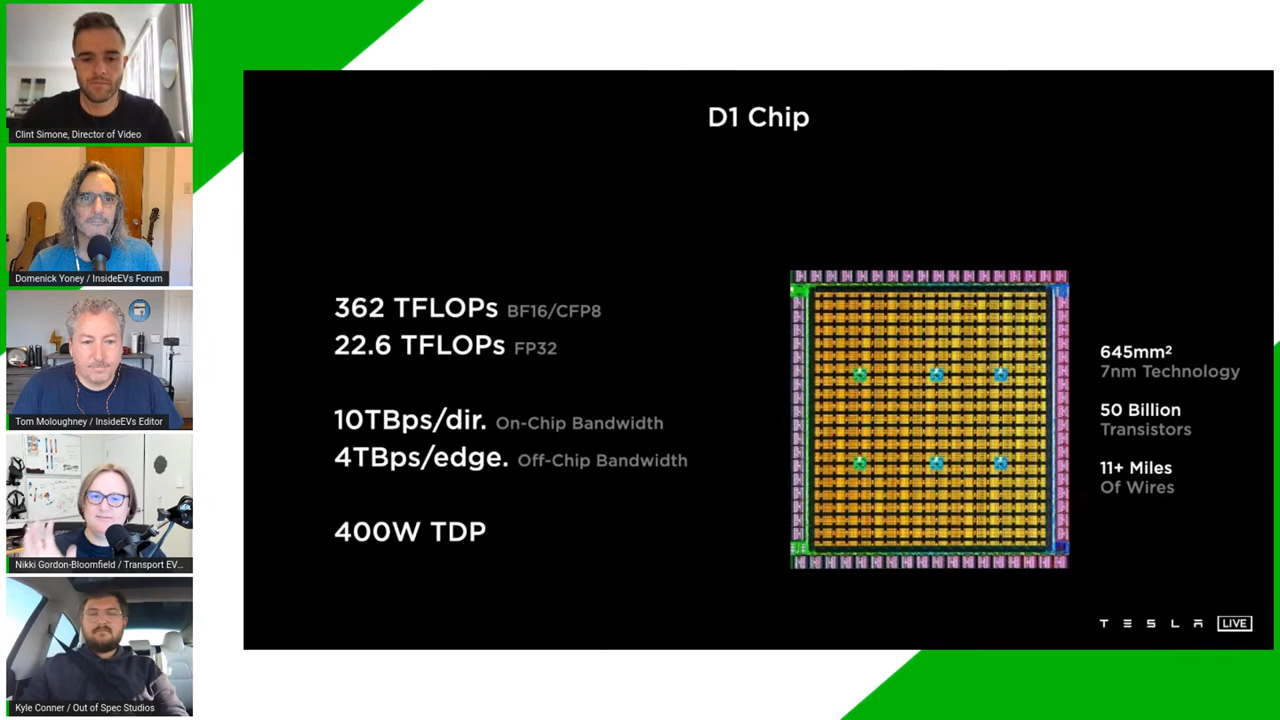 Clint Simone, Director of Video
Domenick Yoney / InsideEVs Forum
Tom Moloughney / InsideEVs Editor
Nikki Gordon-Bloomfield / Transport EV...
Kyle Conner / Out of Spec Studios
D1 Chip
362 TFLOPs BF16/CFP8
22.6 TFLOPs FP32
10TBps/dir. On-Chip Bandwidth
4TBps/edge. Off-Chip Bandwidth
400W TDP
645mm²
7nm Technology
50 Billion
Transistors
11+ Miles
Of Wires
TESLA LIVE